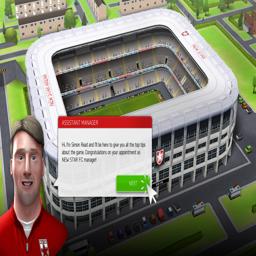 ASSISTANT MANAGER
Hi, I'm Simon Read and I'll be here to give you all the top tips
about the game. Congratulations on your appointment as
NEW STAR FC manager!
NEXT